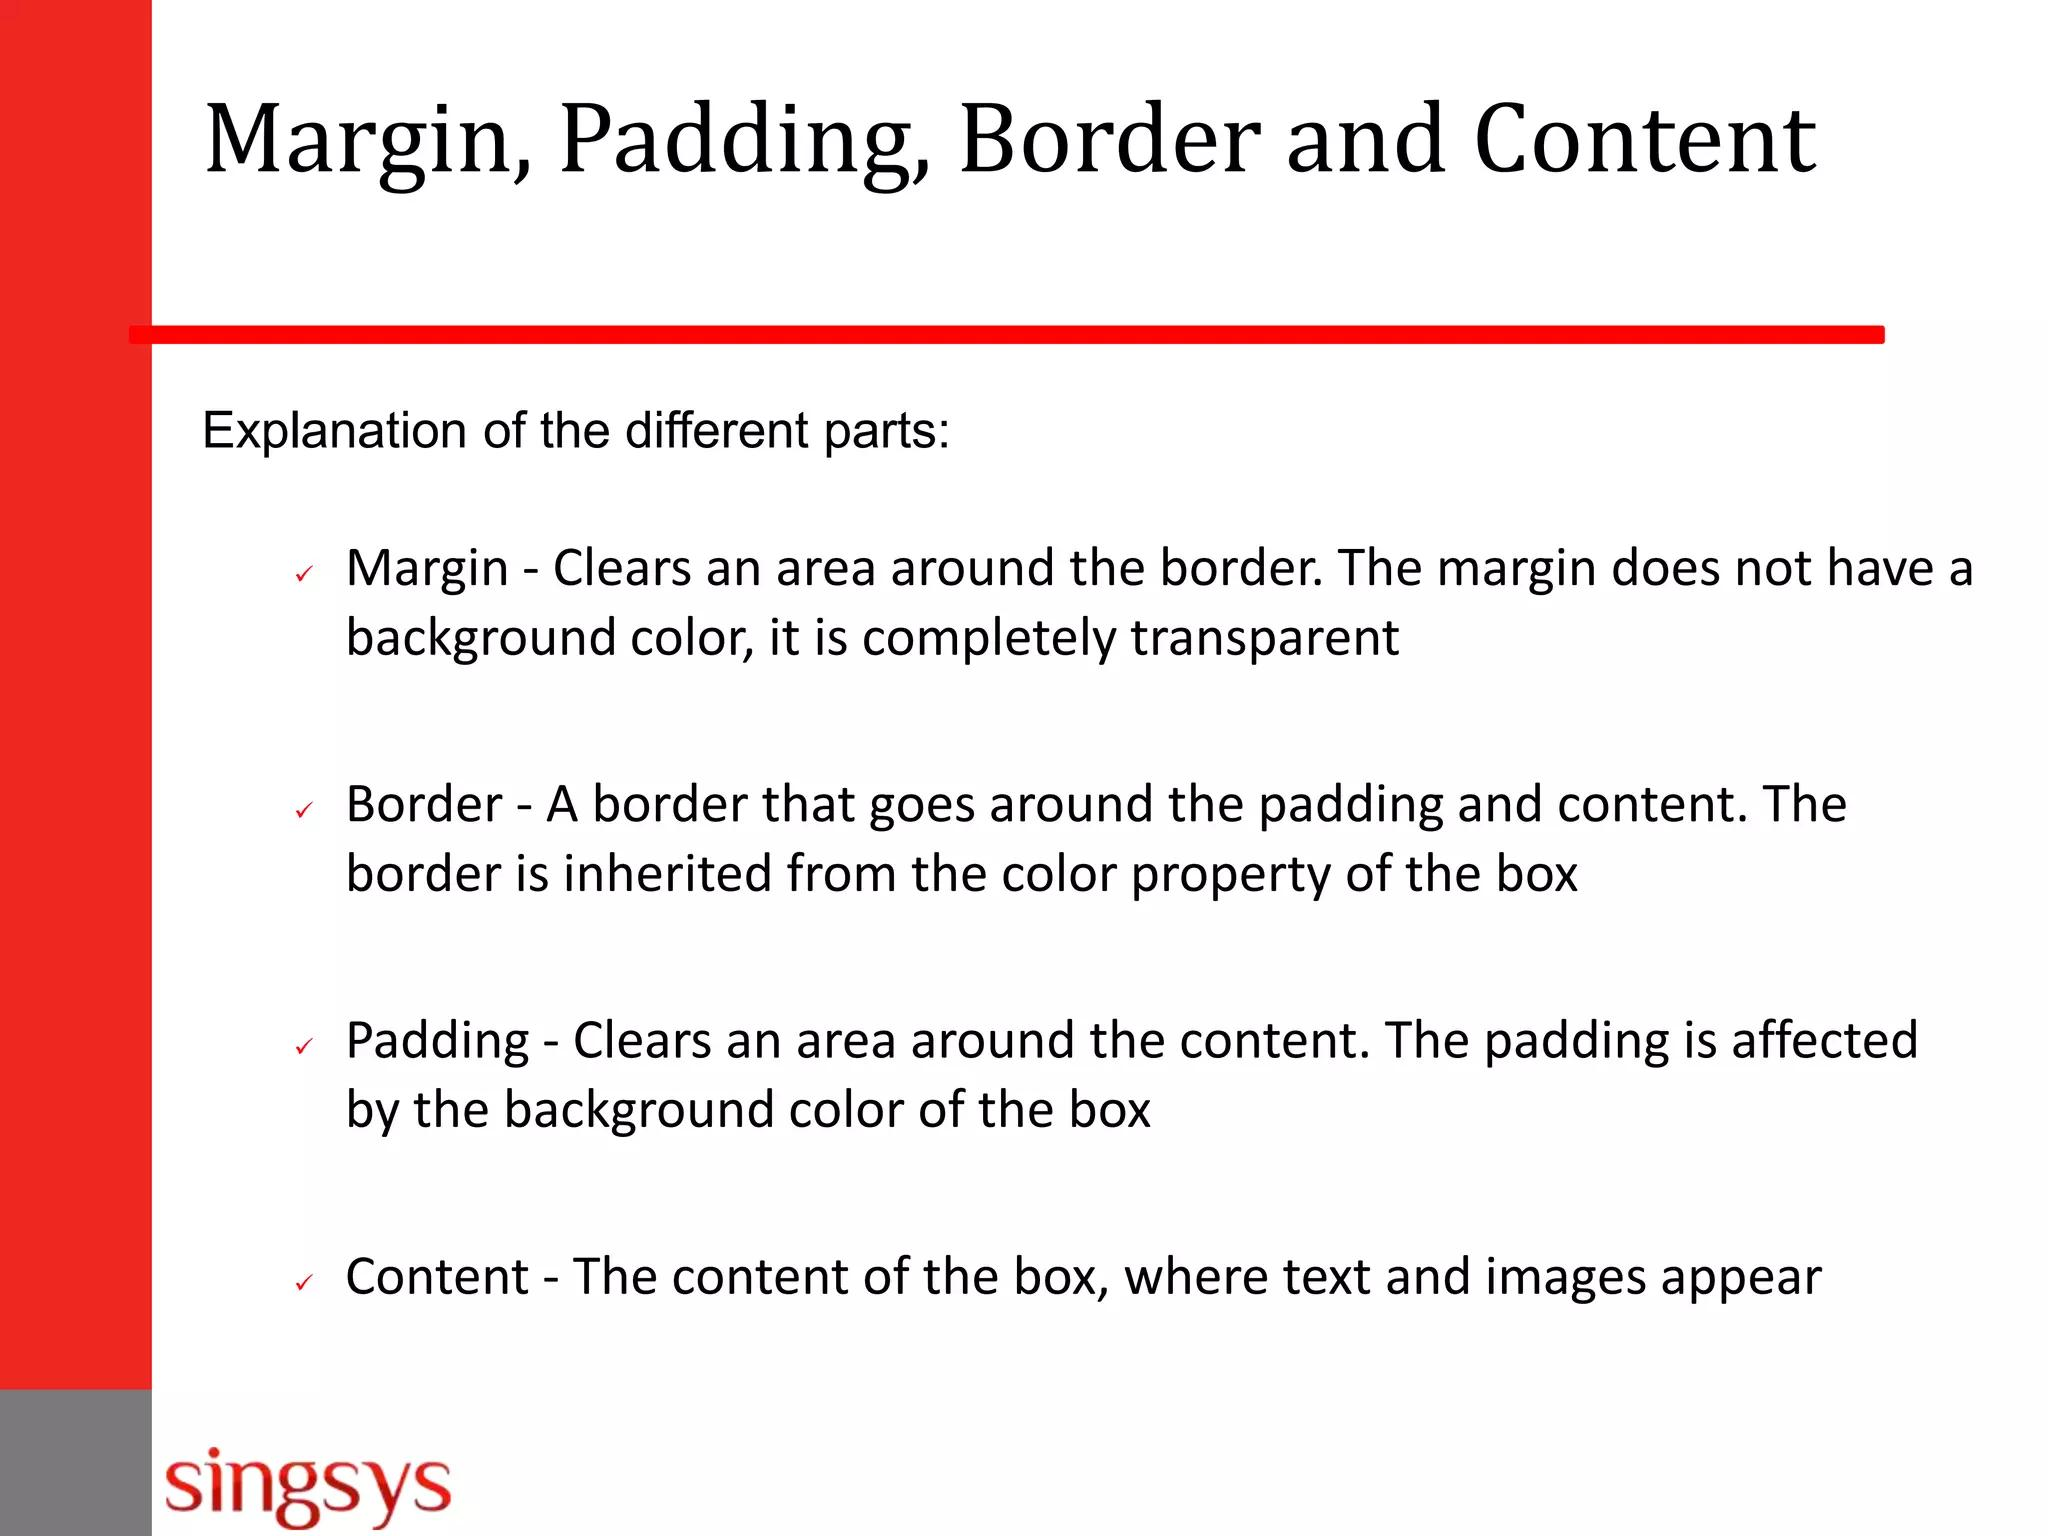 Margin, Padding, Border and Content
Explanation of the different parts:
Margin - Clears an area around the border. The margin does not have a
background color, it is completely transparent
Border - A border that goes around the padding and content. The
border is inherited from the color property of the box
Padding - Clears an area around the content. The padding is affected
by the background color of the box
Content - The content of the box, where text and images appear
singsys